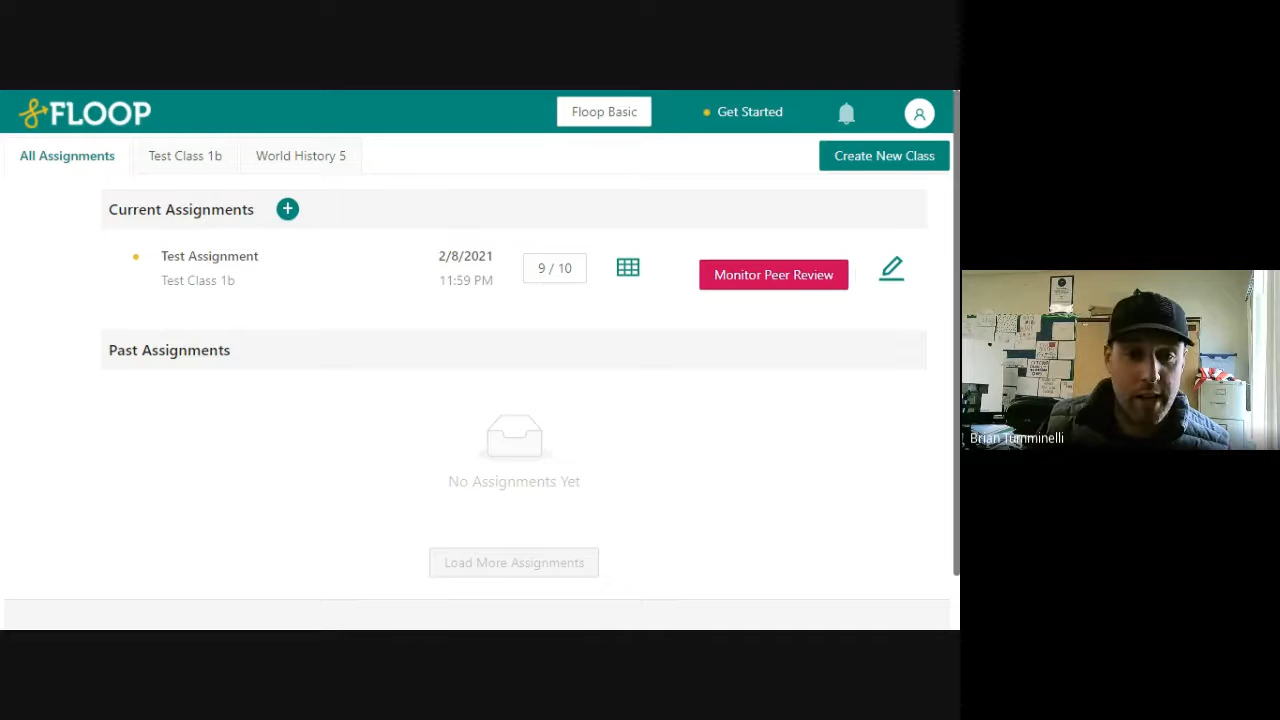 FLOOP
Floop Basic
Get Started
All Assignments
Test Class 1b
World History 5
Create New Class
Current Assignments
Test Assignment
2/8/2021
9 / 10
Monitor Peer Review
Test Class 1b
11:59 PM
Past Assignments
No Assignments Yet
Load More Assignments
Brian Tumminelli